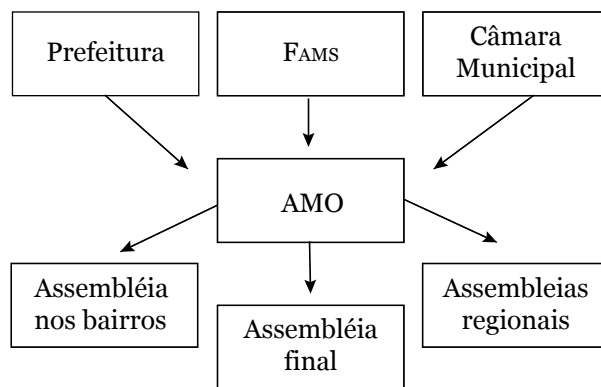 Prefeitura
FAMS
Câmara
Municipal
AMO
Assembléia
nos bairros
Assembléia
final
Assembleias
regionais